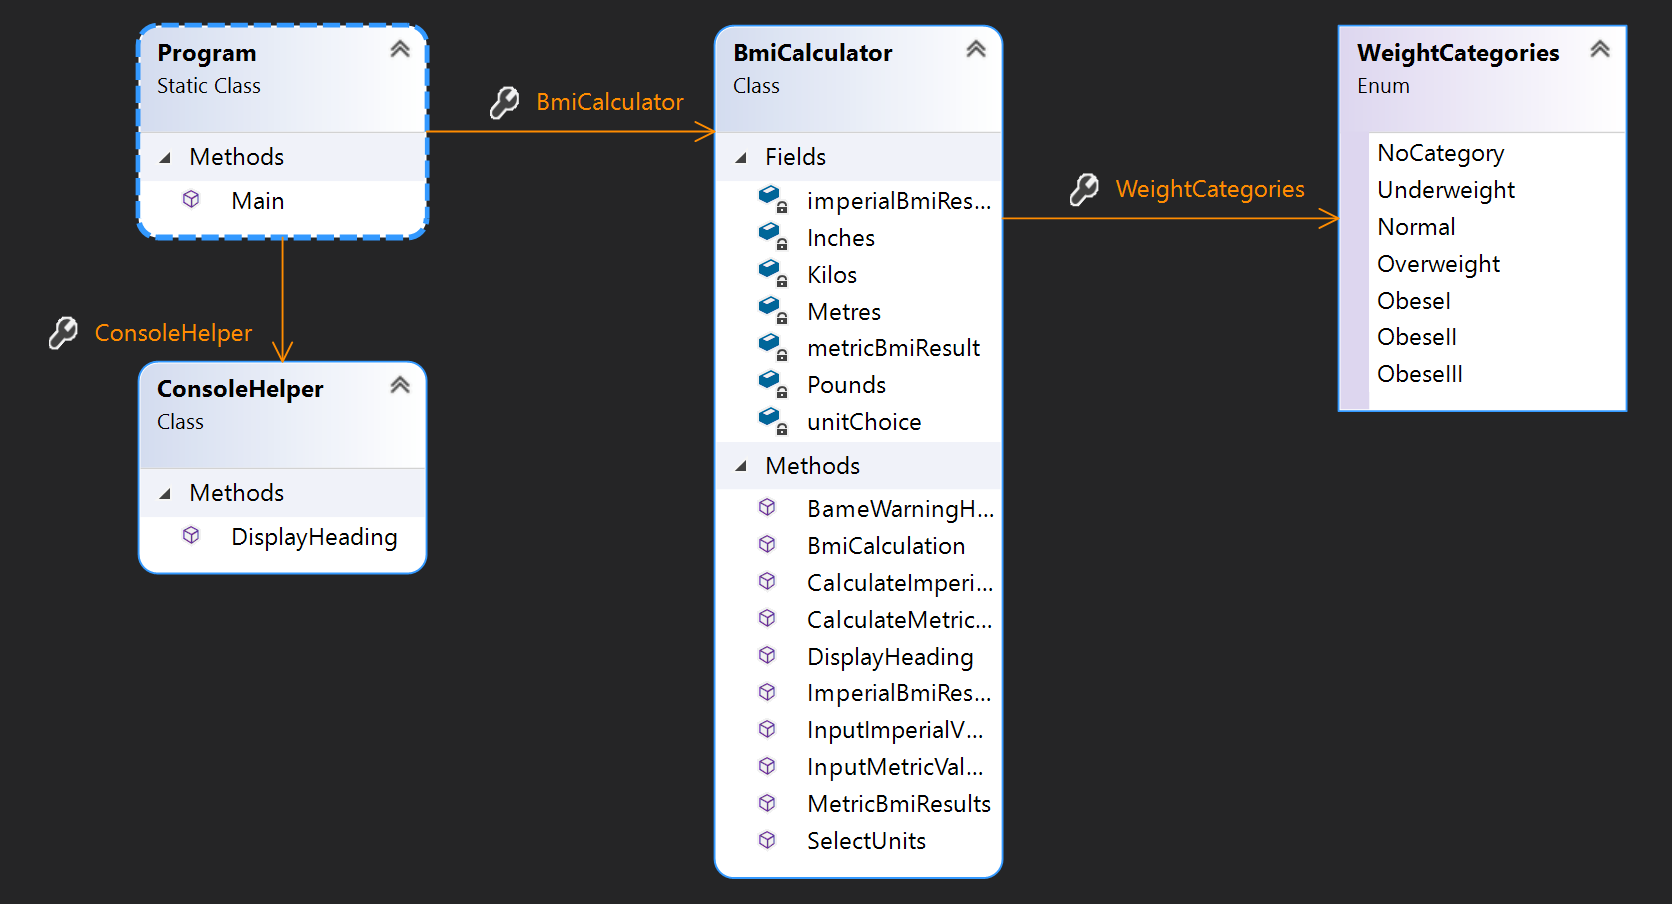 Program
Static Class
Methods
Main
BmiCalculator
ConsoleHelper
ConsoleHelper
Class
Methods
DisplayHeading
BmiCalculator
Class
Fields
imperialBmiRes...
Inches
Kilos
Metres
metricBmiResult
Pounds
unitChoice
Methods
BameWarningH...
BmiCalculation
CalculateImperi...
CalculateMetric...
DisplayHeading
ImperialBmiRes...
InputImperialV...
InputMetricVal...
MetricBmiResults
SelectUnits
WeightCategories
WeightCategories
Enum
NoCategory
Underweight
Normal
Overweight
ObeseI
ObeseII
ObeseIII